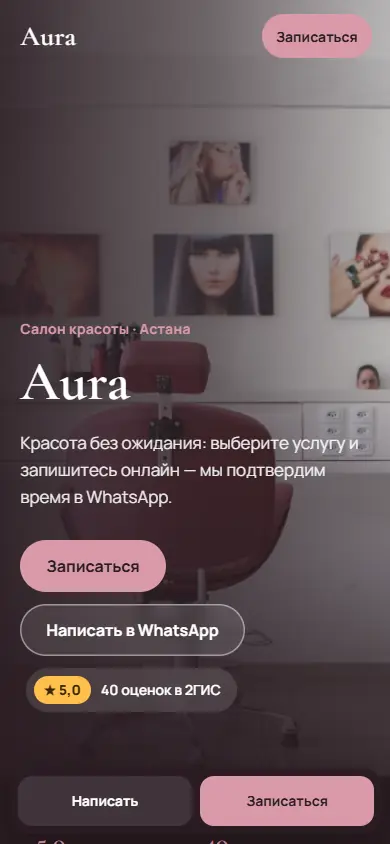 Aura
Записаться
Салон красоты · Астана
Aura
Красота без ожидания: выберите услугу и
запишитесь онлайн — мы подтвердим
время в WhatsApp.
Записаться
Написать в WhatsApp
★ 5,0
40 оценок в 2ГИС
Написать
Записаться